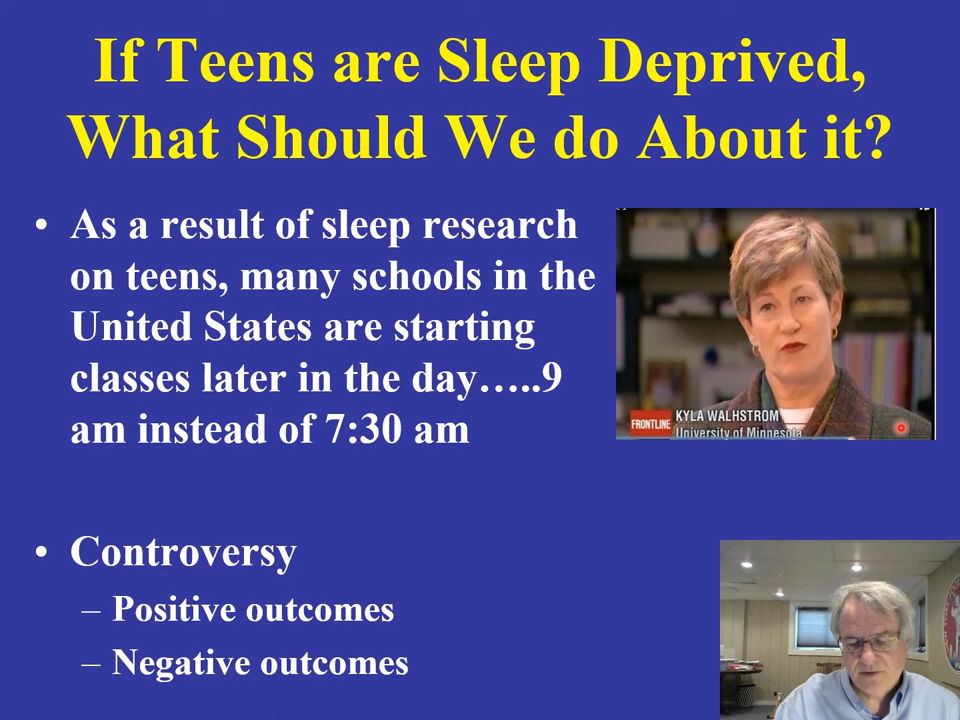 If Teens are Sleep Deprived,
What Should We do About it?
• As a result of sleep research
on teens, many schools in the
United States are starting
classes later in the day…..9
am instead of 7:30 am
FRONTLINE
KYLA WALHSTROM
University of Minnesota
• Controversy
– Positive outcomes
– Negative outcomes